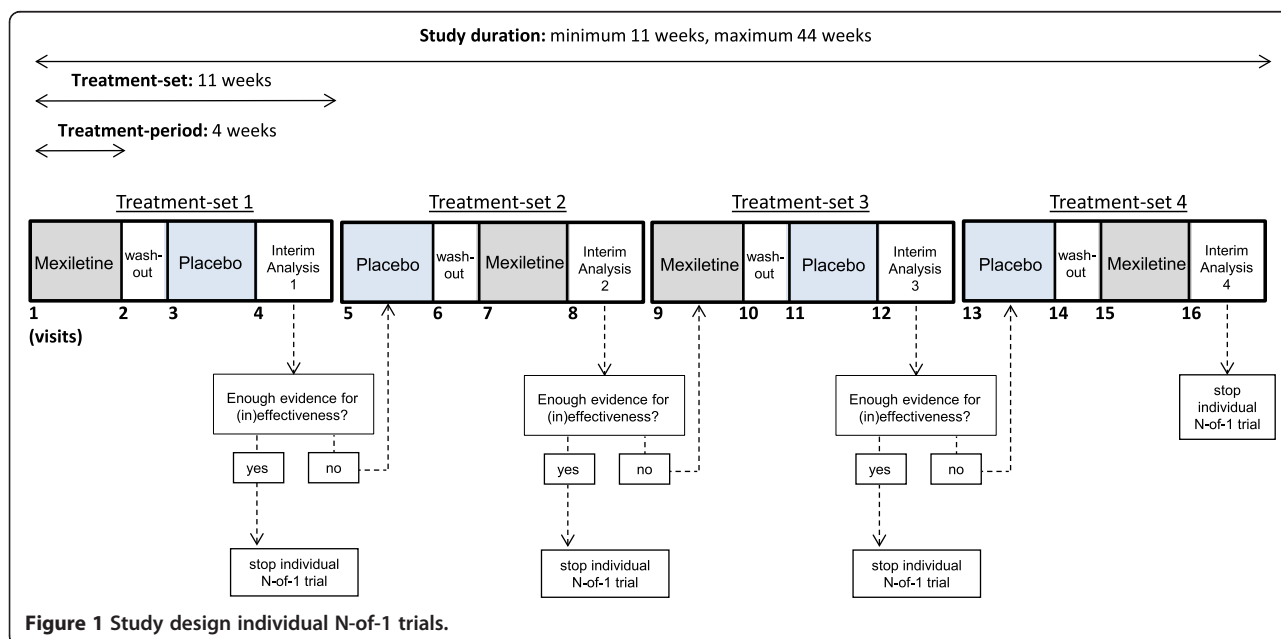 Study duration: minimum 11 weeks, maximum 44 weeks
Treatment-set: 11 weeks
Treatment-period: 4 weeks
Treatment-set 1
Treatment-set 2
Treatment-set 3
Treatment-set 4
Mexiletine
wash-
out
Placebo
Interim
Analysis
1
Placebo
wash-
out
Mexiletine
Interim
Analysis
2
Mexiletine
wash-
out
Placebo
Interim
Analysis
3
Placebo
wash-
out
Mexiletine
Interim
Analysis
4
1 2 3 4 5 6 7 8 9 10 11 12 13 14 15 16
(visits)
Enough evidence for
(in)effectiveness?
yes
no
stop individual
N-of-1 trial
Enough evidence for
(in)effectiveness?
yes
no
stop individual
N-of-1 trial
Enough evidence for
(in)effectiveness?
yes
no
stop individual
N-of-1 trial
stop
individual
N-of-1 trial
Figure 1 Study design individual N-of-1 trials.